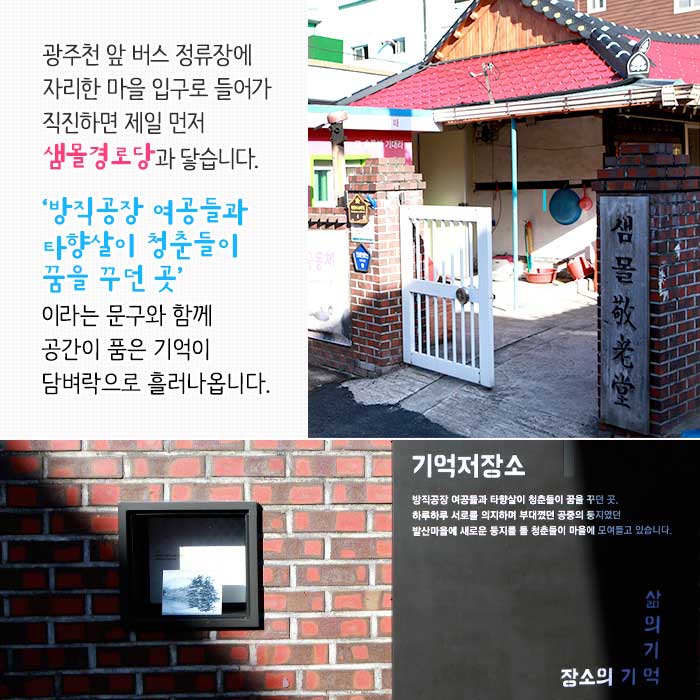 광주천 앞 버스 정류장에
자리한 마을 입구로 들어가
직진하면 제일 먼저
샘몰경로당과 닿습니다.
‘방직공장 여공들과
타향살이 청춘들이
꿈을 꾸던 곳’
이라는 문구와 함께
공간이 품은 기억이
담벼락으로 흘러나옵니다.
샘몰敬老堂
기억저장소
방직공장 여공들과 타향살이 청춘들이 꿈을 꾸던 곳.
하루하루 서로를 의지하며 부대꼈던 공중의 둥지였던
발산마을에 새로운 둥지를 틀 청춘들이 마을에 모여들고 있습니다.
삶의기억
장소의 기억